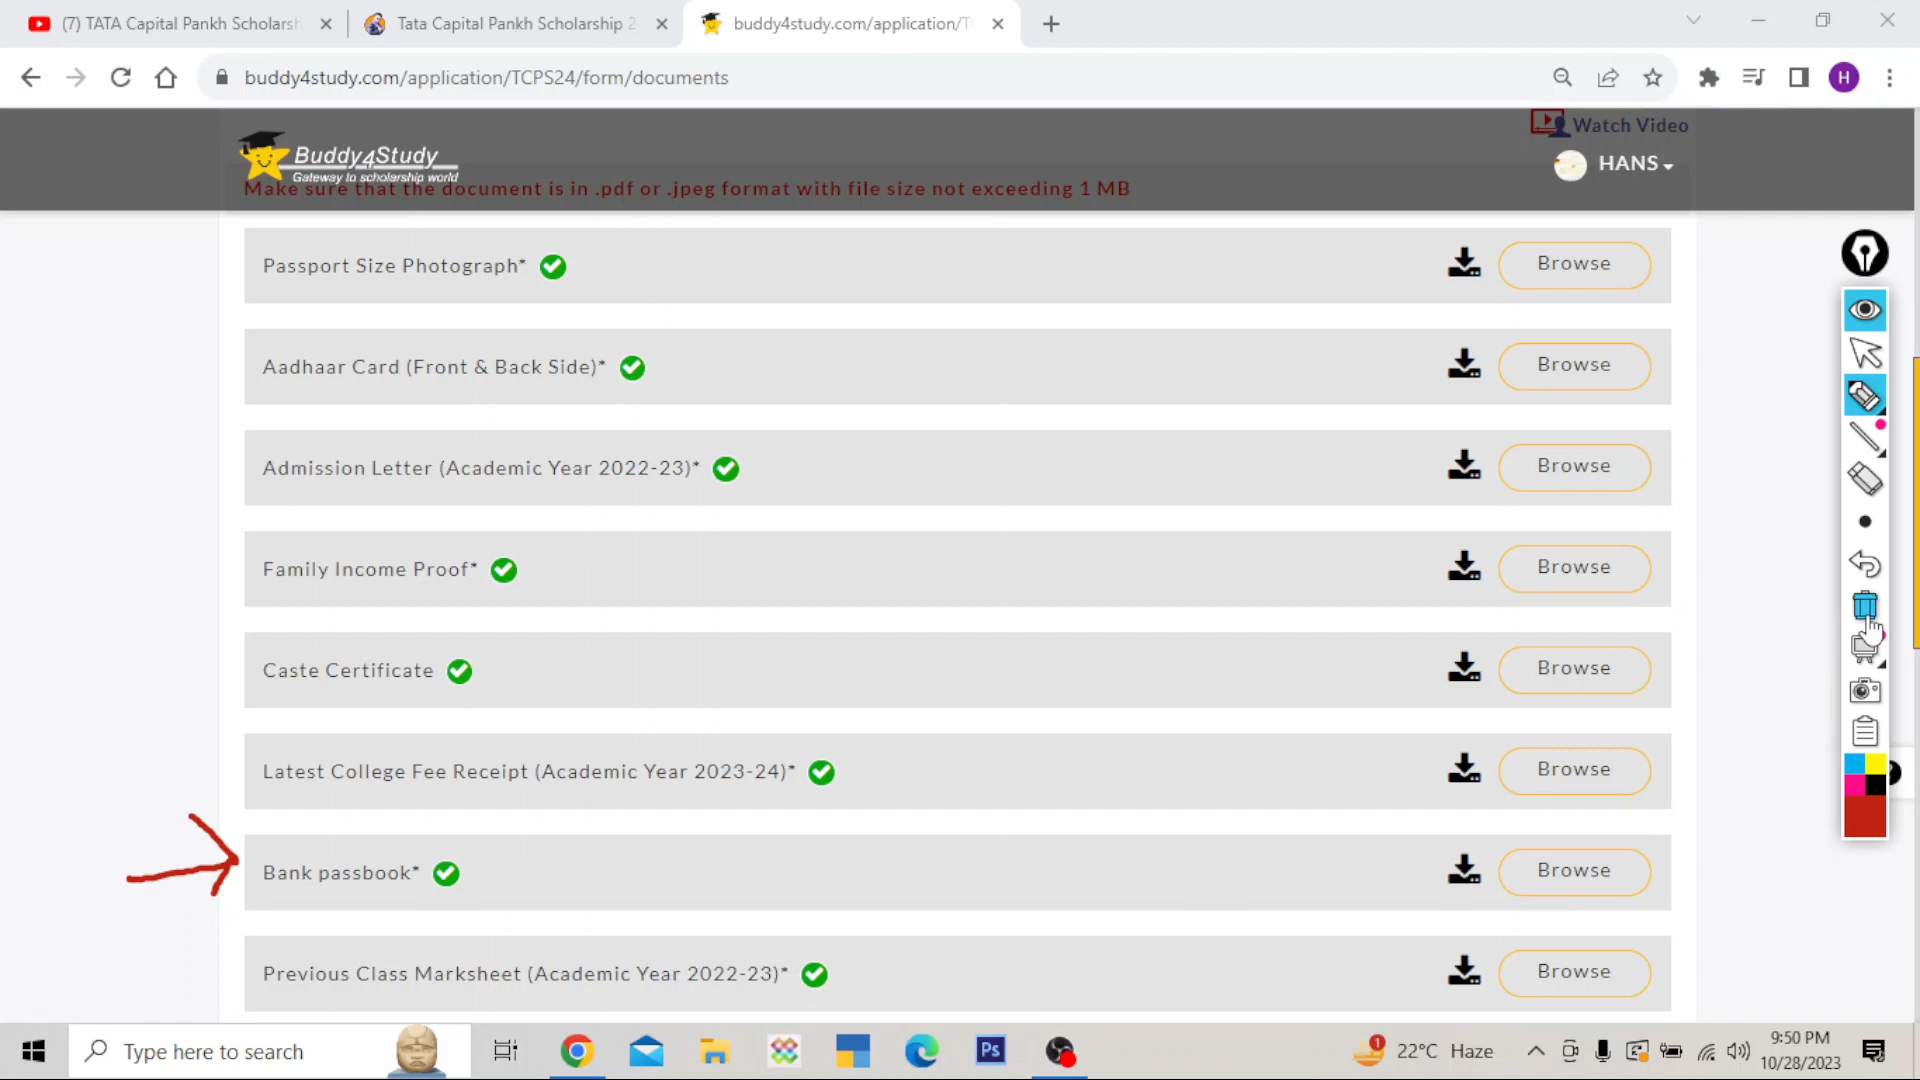 (7) TATA Capital Pankh Scholarsh
Tata Capital Pankh Scholarship 2
buddy4study.com/application/T
buddy4study.com/application/TCPS24/form/documents
H
Watch Video
Buddy4Study
Gateway to scholarship world
HANS
Make sure that the document is in .pdf or .jpeg format with file size not exceeding 1 MB
Passport Size Photograph*
Browse
Aadhaar Card (Front & Back Side)*
Browse
Admission Letter (Academic Year 2022-23)*
Browse
Family Income Proof*
Browse
Caste Certificate
Browse
Latest College Fee Receipt (Academic Year 2023-24)*
Browse
Bank passbook*
Browse
Previous Class Marksheet (Academic Year 2022-23)*
Browse
Type here to search
Ps
1
22°C Haze
9:50 PM
10/28/2023